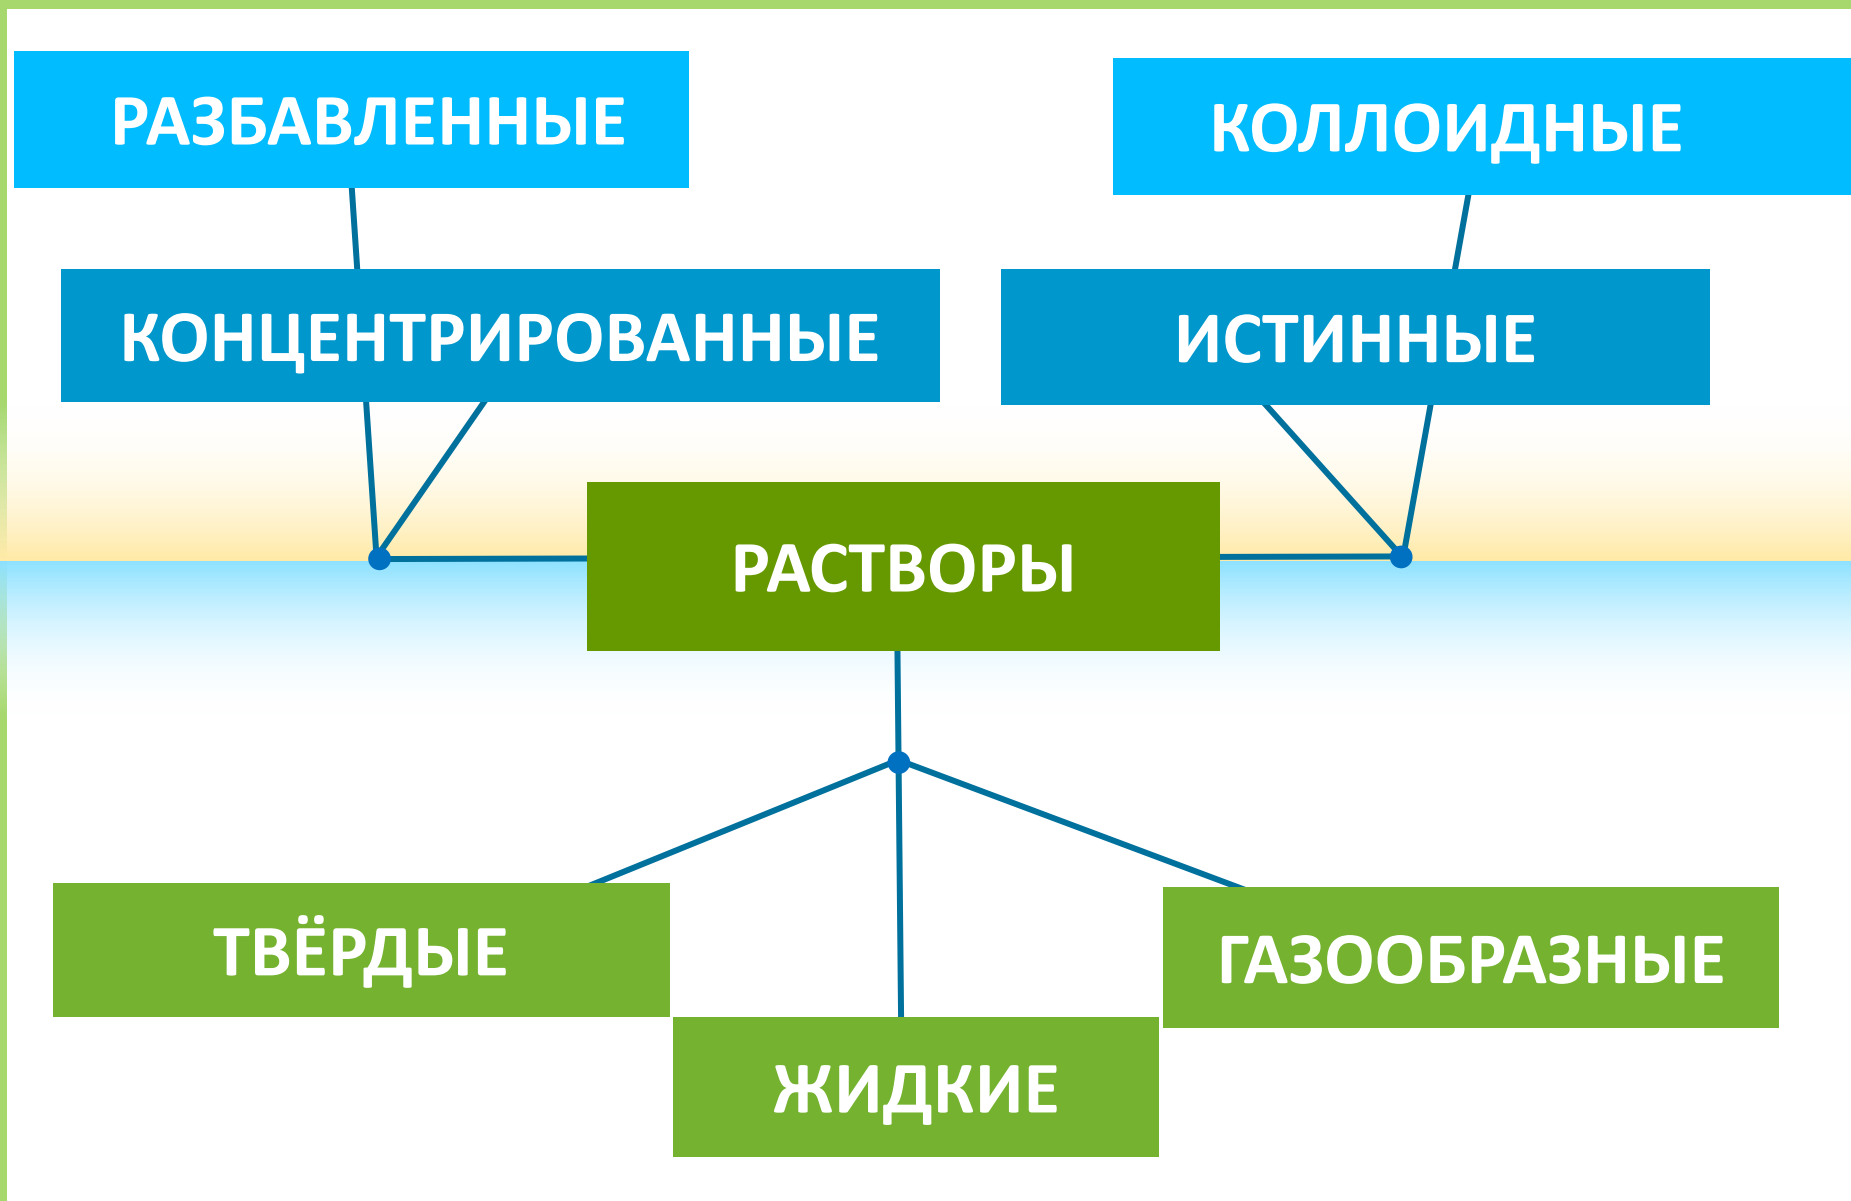 РАЗБАВЛЕННЫЕ
КОЛЛОИДНЫЕ
КОНЦЕНТРИРОВАННЫЕ
ИСТИННЫЕ
РАСТВОРЫ
ТВЁРДЫЕ
ГАЗООБРАЗНЫЕ
ЖИДКИЕ